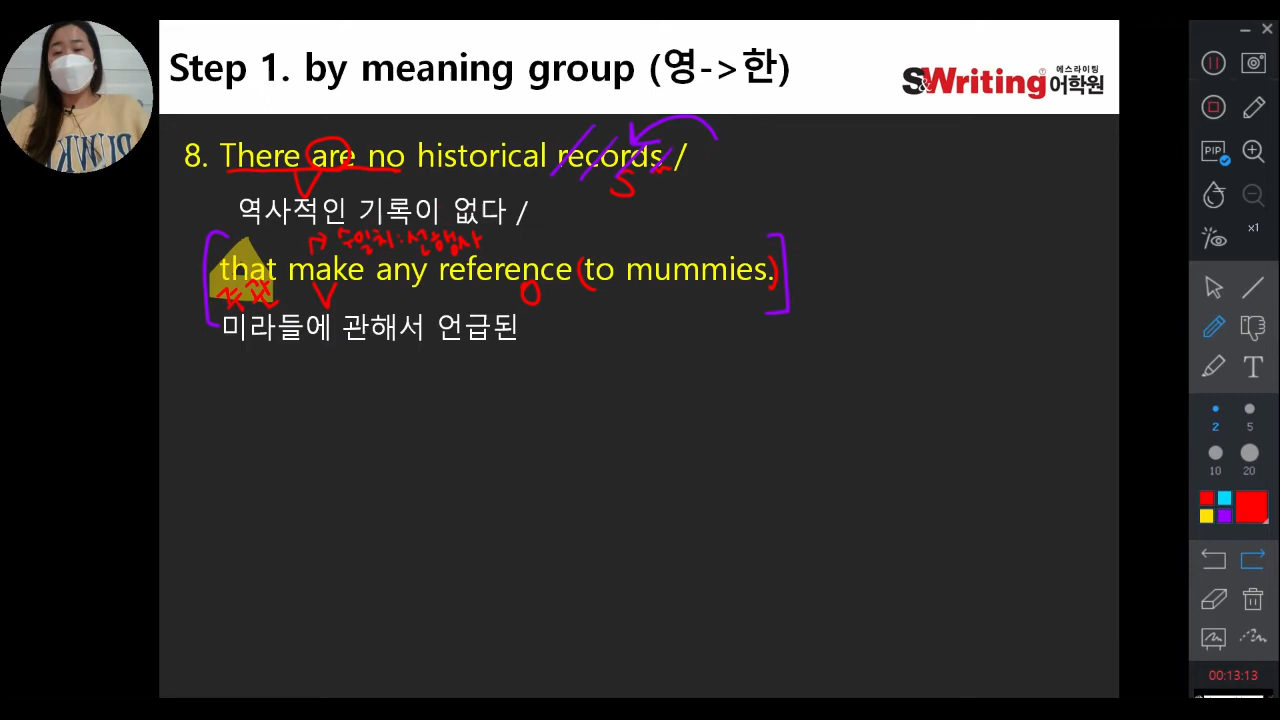 Step 1. by meaning group (영->한)
S&Writing 에스라이팅 어학원
8. There are no historical records /
V S
역사적인 기록이 없다 /
수일치:선행사
that make any reference (to mummies.)
주관 V O
미라들에 관해서 언급된
PIP
x1
T
2 5
10 20
00:13:13